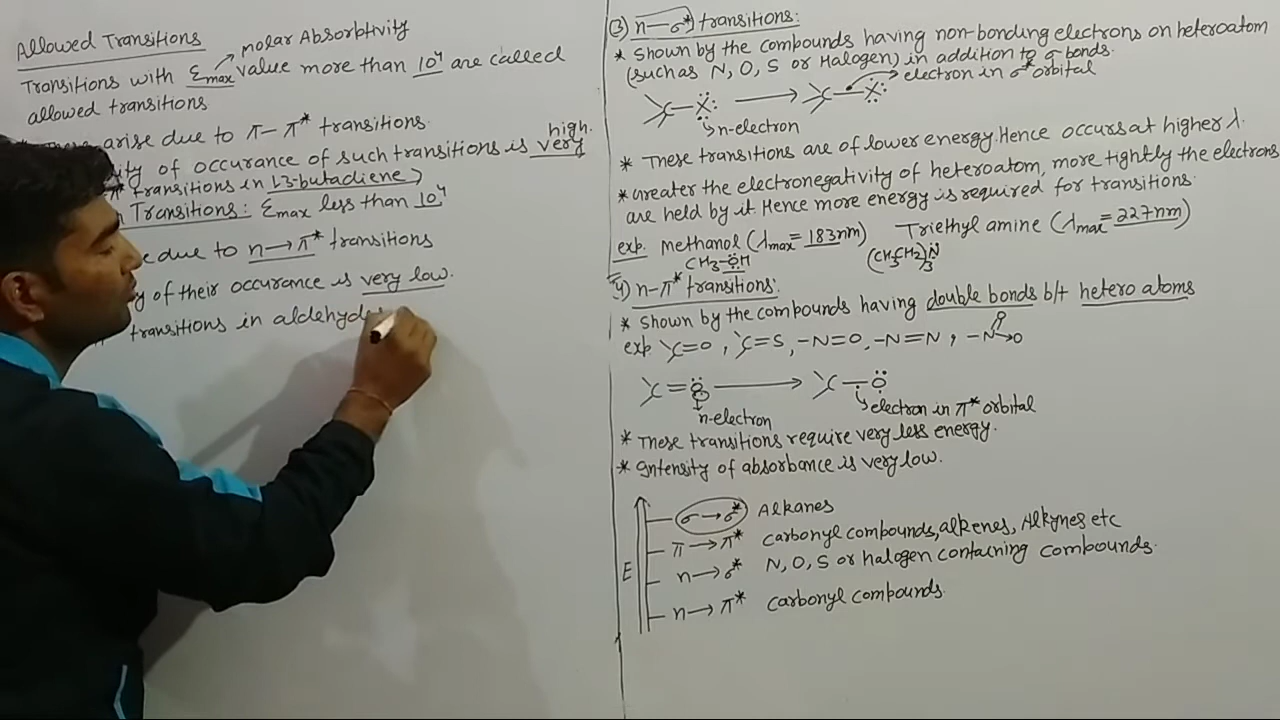 Allowed Transitions
molar Absorbtivity
Transitions with Ɛmax value more than 10⁴ are called
allowed transitions
arise due to π-π* transitions.
ity of occurance of such transitions is very high.
transitions in 1,3-butadiene)
Transitions: Ɛmax less than 10⁴
due to n→π* transitions
y of their occurance is very low.
transitions in aldehyde
③ n-σ* transitions:
* Shown by the compounds having non-bonding electrons on heteroatom
(such as N, O, S or Halogen) in addition to σ bonds.
electron in σ* orbital
C-X → C-X
n-electron
* These transitions are of lower energy. Hence occurs at higher λ.
* Greater the electronegativity of heteroatom, more tightly the electrons
are held by it. Hence more energy is required for transitions.
exp. methanol (λmax = 183nm) Triethyl amine (λmax = 227nm)
CH3-ÖH (CH3CH2)3N
4) n-π* transitions:
* Shown by the compounds having double bonds b/t hetero atoms
exp C=O, C=S, -N=O, -N=N, -N→O
O
C=O → C-O
n-electron
electron in π* orbital
* These transitions require very less energy.
* Intensity of absorbance is very low.
σ→σ* Alkanes
π→π* carbonyl compounds, alkenes, Alkynes etc
E
n→σ* N, O, S or halogen containing compounds.
n→π* carbonyl compounds.